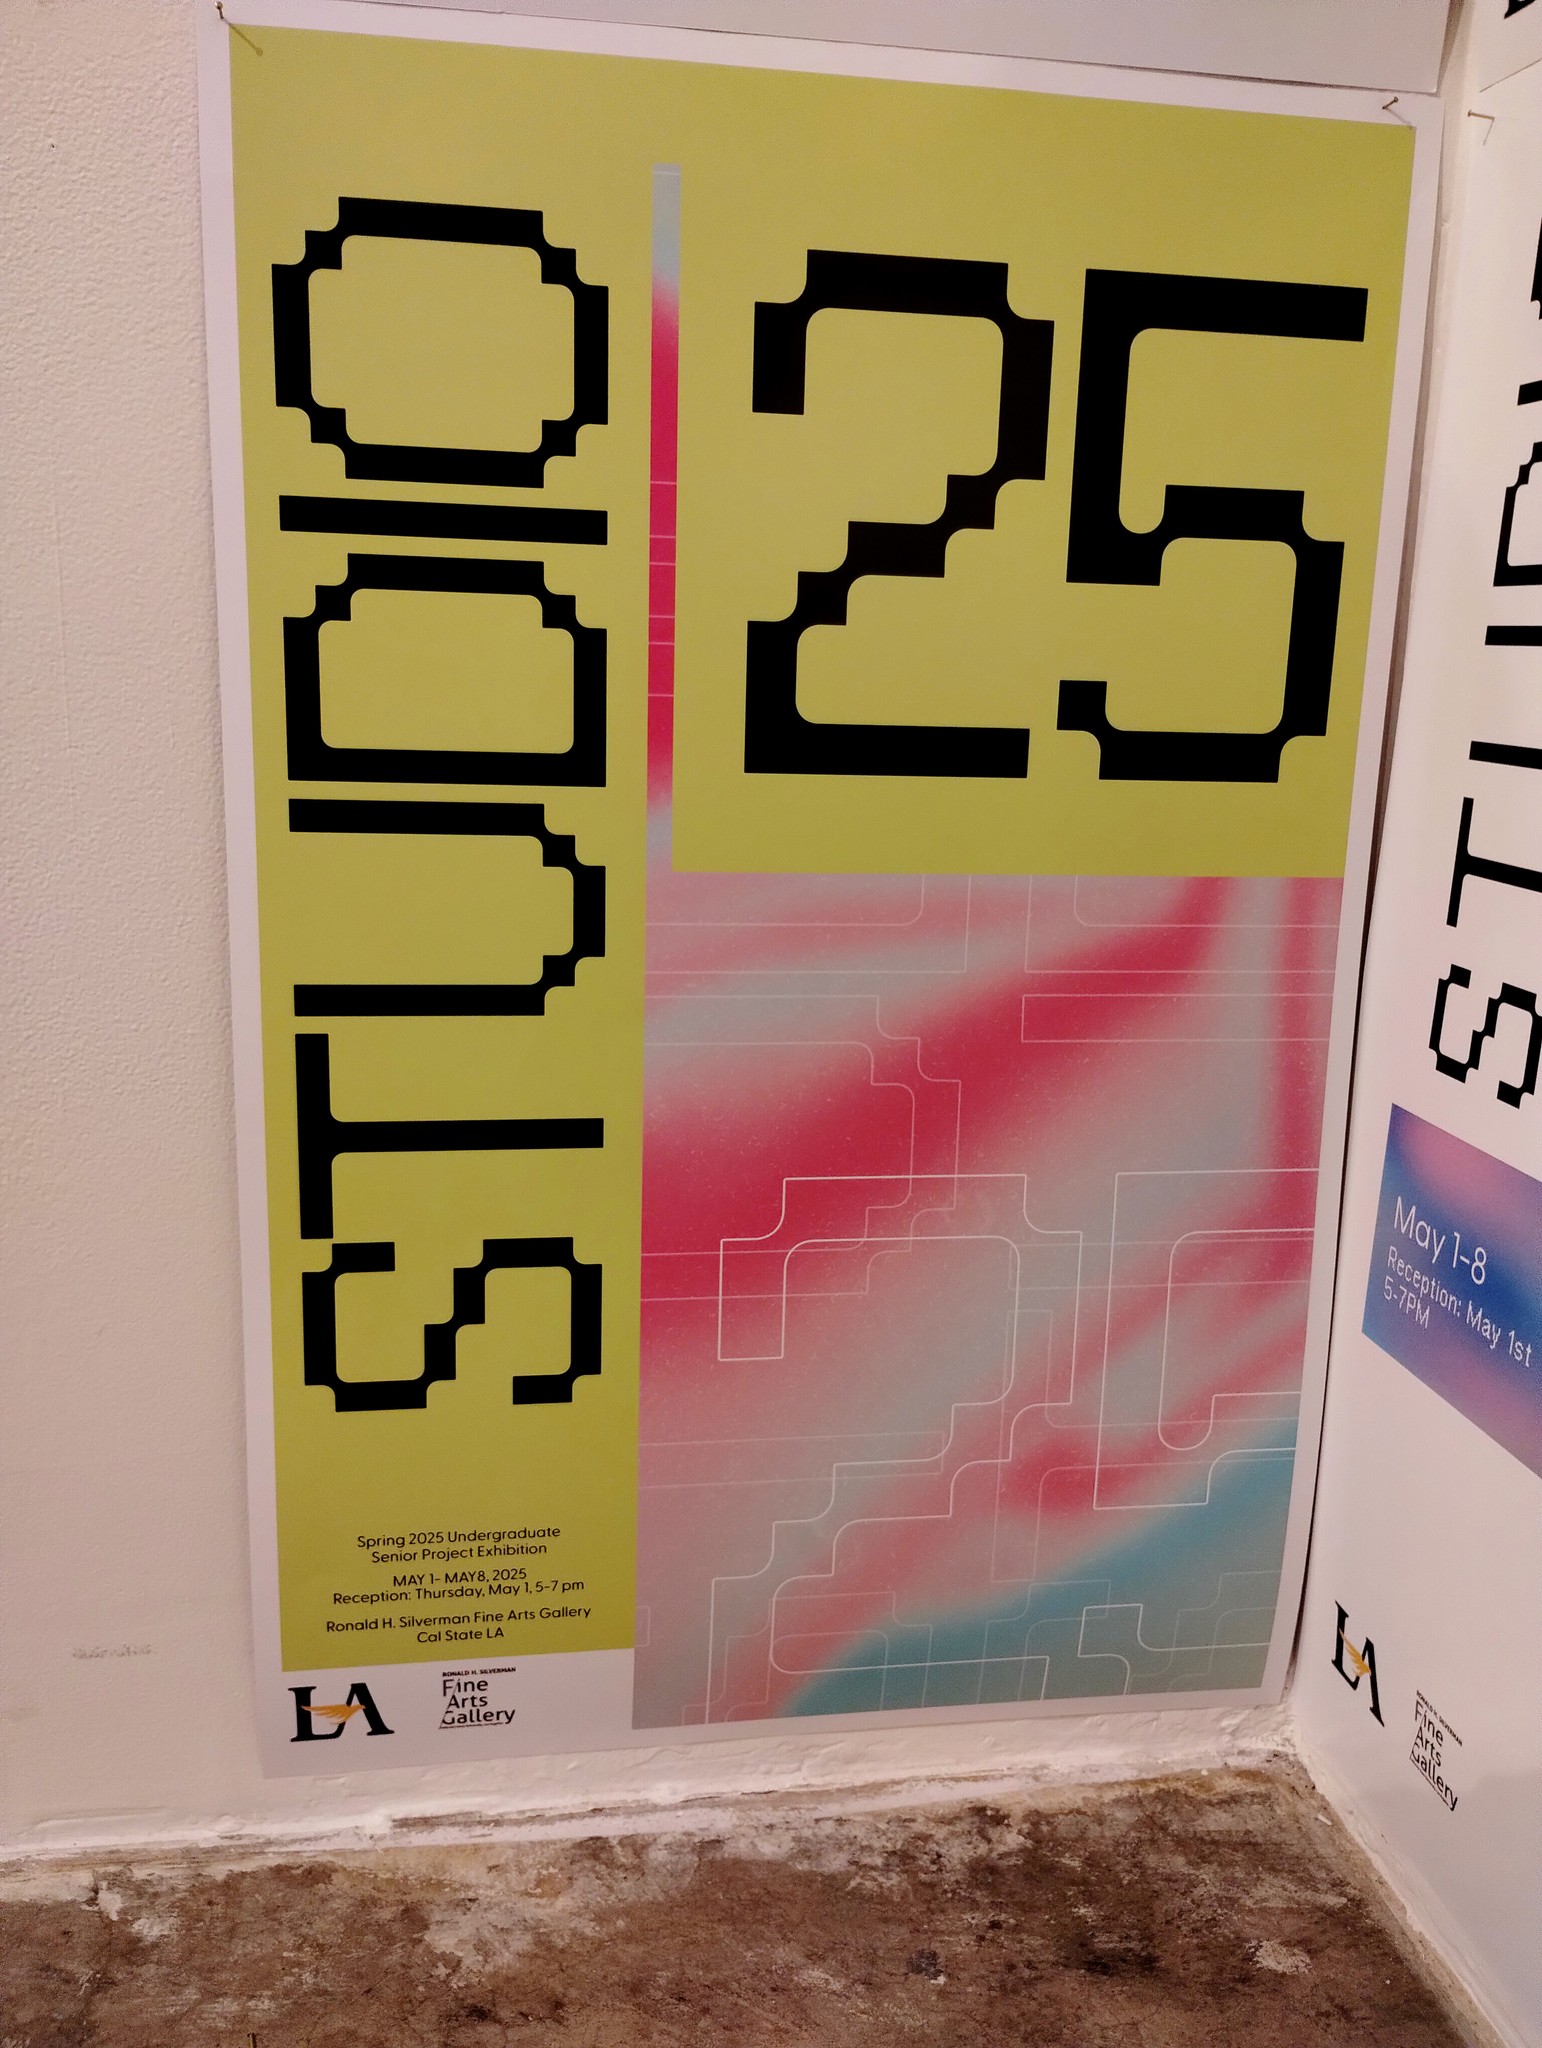 STUDIO
25
Spring 2025 Undergraduate
Senior Project Exhibition
MAY 1- MAY8, 2025
Reception: Thursday, May 1, 5-7 pm
Ronald H. Silverman Fine Arts Gallery
Cal State LA
LA
RONALD H. SILVERMAN
Fine
Arts
Gallery
STUD
May 1-8
Reception: May 1st
5-7PM
LA
RONALD H. SILVERMAN
Fine
Arts
Gallery